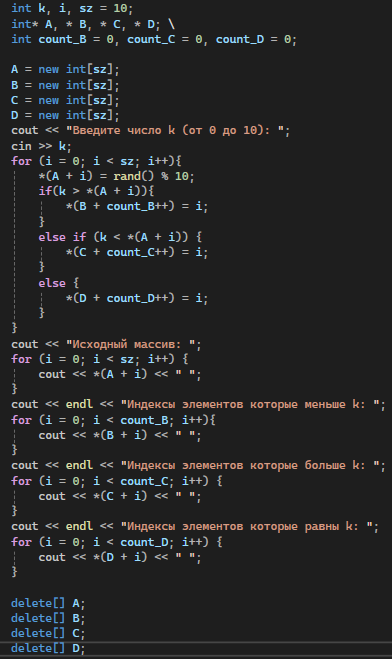 int k, i, sz = 10;
int* A, * B, * C, * D; \
int count_B = 0, count_C = 0, count_D = 0;
A = new int[sz];
B = new int[sz];
C = new int[sz];
D = new int[sz];
cout << "Введите число k (от 0 до 10): ";
cin >> k;
for (i = 0; i < sz; i++){
*(A + i) = rand() % 10;
if(k > *(A + i)){
*(B + count_B++) = i;
}
else if (k < *(A + i)) {
*(C + count_C++) = i;
}
else {
*(D + count_D++) = i;
}
}
cout << "Исходный массив: ";
for (i = 0; i < sz; i++) {
cout << *(A + i) << " ";
}
cout << endl << "Индексы элементов которые меньше k: ";
for (i = 0; i < count_B; i++){
cout << *(B + i) << " ";
}
cout << endl << "Индексы элементов которые больше k: ";
for (i = 0; i < count_C; i++) {
cout << *(C + i) << " ";
}
cout << endl << "Индексы элементов которые равны k: ";
for (i = 0; i < count_D; i++) {
cout << *(D + i) << " ";
}
delete[] A;
delete[] B;
delete[] C;
delete[] D;